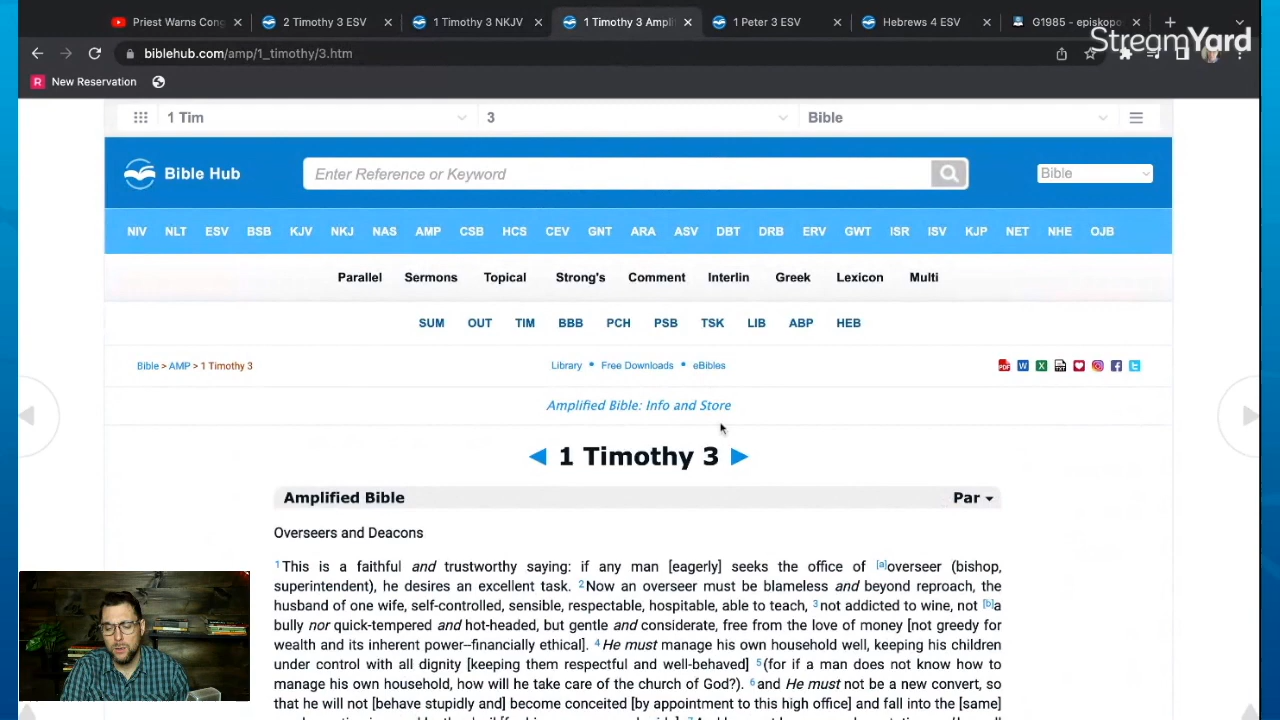 Priest Warns Cong
2 Timothy 3 ESV
1 Timothy 3 NKJV
1 Timothy 3 Ampli
1 Peter 3 ESV
Hebrews 4 ESV
G1985 - episkopo
StreamYard
biblehub.com/amp/1_timothy/3.htm
R New Reservation
1 Tim 3 Bible
Bible Hub Enter Reference or Keyword Bible
NIV NLT ESV BSB KJV NKJ NAS AMP CSB HCS CEV GNT ARA ASV DBT DRB ERV GWT ISR ISV KJP NET NHE OJB
Parallel Sermons Topical Strong's Comment Interlin Greek Lexicon Multi
SUM OUT TIM BBB PCH PSB TSK LIB ABP HEB
Bible > AMP > 1 Timothy 3 Library • Free Downloads • eBibles
Amplified Bible: Info and Store
1 Timothy 3
Amplified Bible Par
Overseers and Deacons
1This is a faithful and trustworthy saying: if any man [eagerly] seeks the office of [a]overseer (bishop,
superintendent), he desires an excellent task. 2Now an overseer must be blameless and beyond reproach, the
husband of one wife, self-controlled, sensible, respectable, hospitable, able to teach, 3not addicted to wine, not [b]a
bully nor quick-tempered and hot-headed, but gentle and considerate, free from the love of money [not greedy for
wealth and its inherent power–financially ethical]. 4He must manage his own household well, keeping his children
under control with all dignity [keeping them respectful and well-behaved] 5(for if a man does not know how to
manage his own household, how will he take care of the church of God?). 6and He must not be a new convert, so
that he will not [behave stupidly and] become conceited [by appointment to this high office] and fall into the [same]